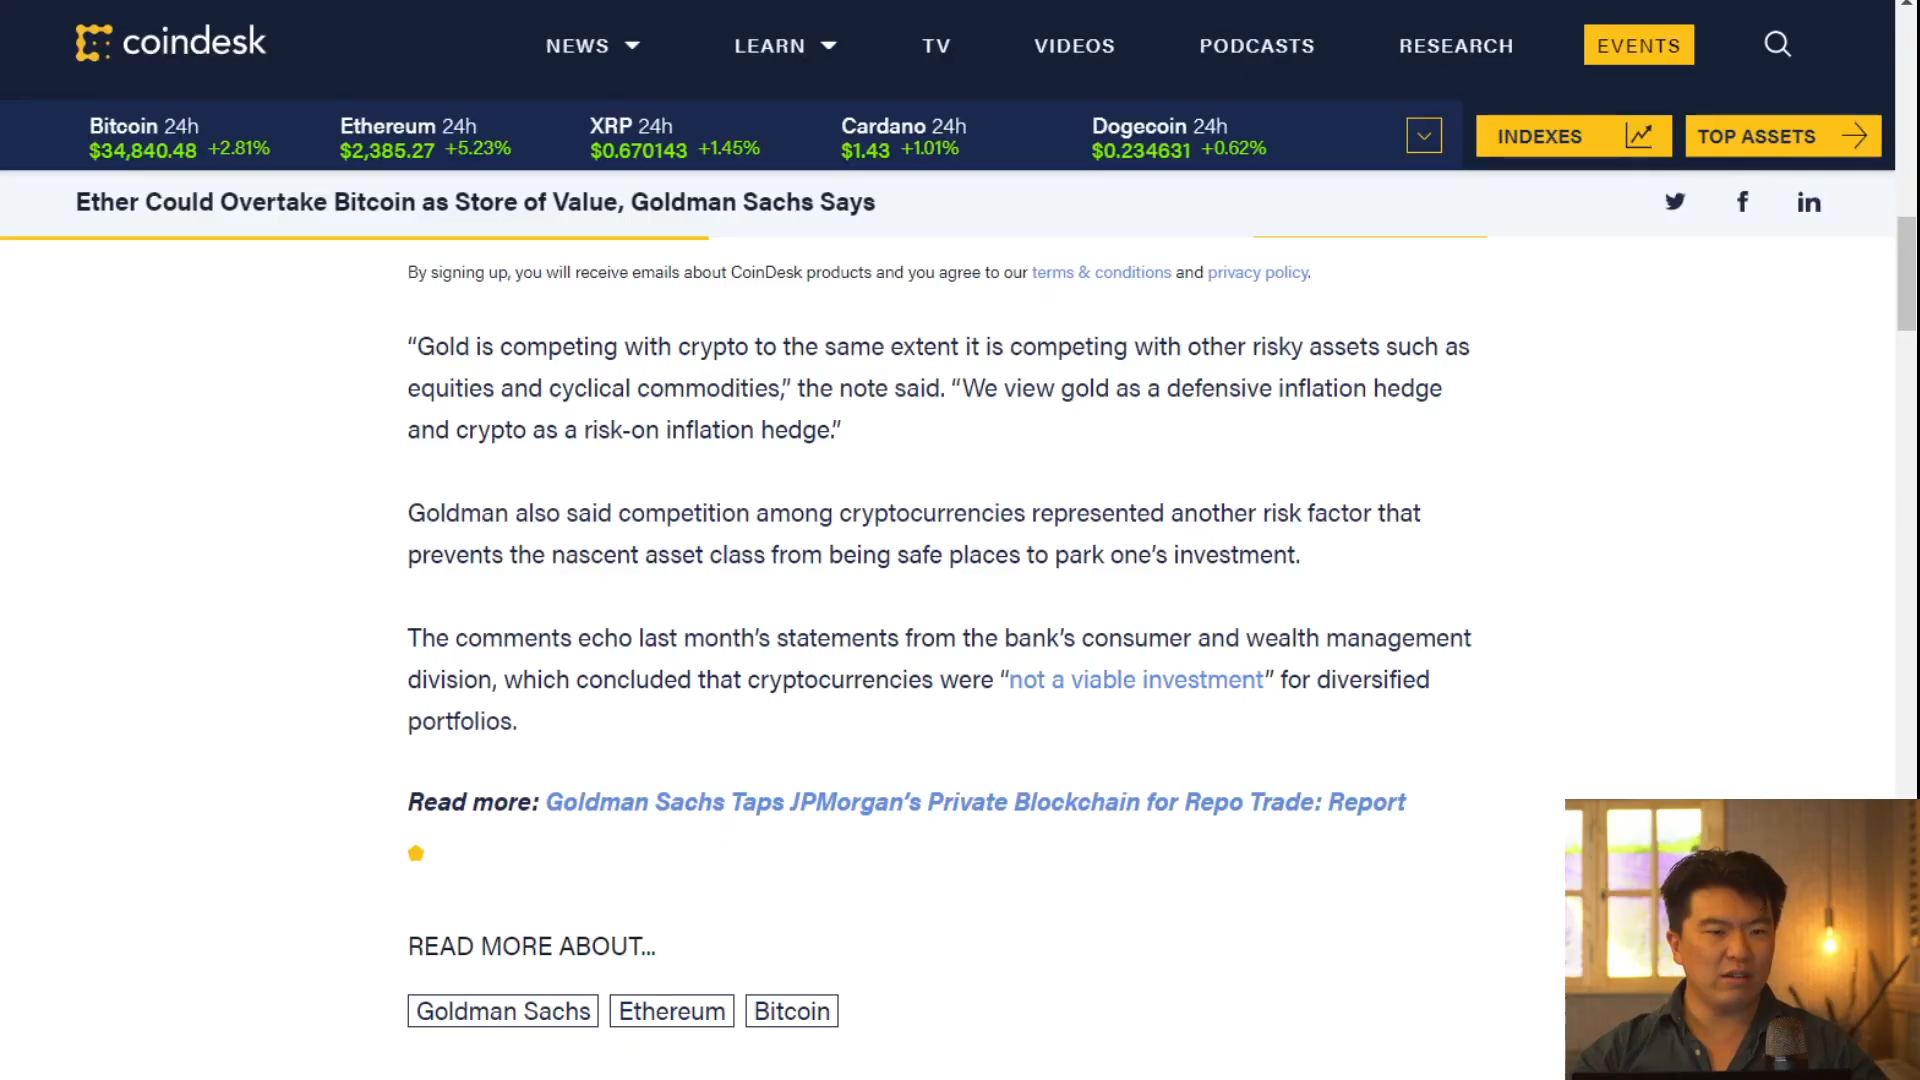 coindesk
NEWS LEARN TV VIDEOS PODCASTS RESEARCH EVENTS
Bitcoin 24h Ethereum 24h XRP 24h Cardano 24h Dogecoin 24h
$34,840.48 +2.81% $2,385.27 +5.23% $0.670143 +1.45% $1.43 +1.01% $0.234631 +0.62%
INDEXES TOP ASSETS
Ether Could Overtake Bitcoin as Store of Value, Goldman Sachs Says
By signing up, you will receive emails about CoinDesk products and you agree to our terms & conditions and privacy policy.
“Gold is competing with crypto to the same extent it is competing with other risky assets such as
equities and cyclical commodities,” the note said. “We view gold as a defensive inflation hedge
and crypto as a risk-on inflation hedge.”
Goldman also said competition among cryptocurrencies represented another risk factor that
prevents the nascent asset class from being safe places to park one’s investment.
The comments echo last month’s statements from the bank’s consumer and wealth management
division, which concluded that cryptocurrencies were “not a viable investment” for diversified
portfolios.
Read more: Goldman Sachs Taps JPMorgan’s Private Blockchain for Repo Trade: Report
READ MORE ABOUT...
Goldman Sachs Ethereum Bitcoin